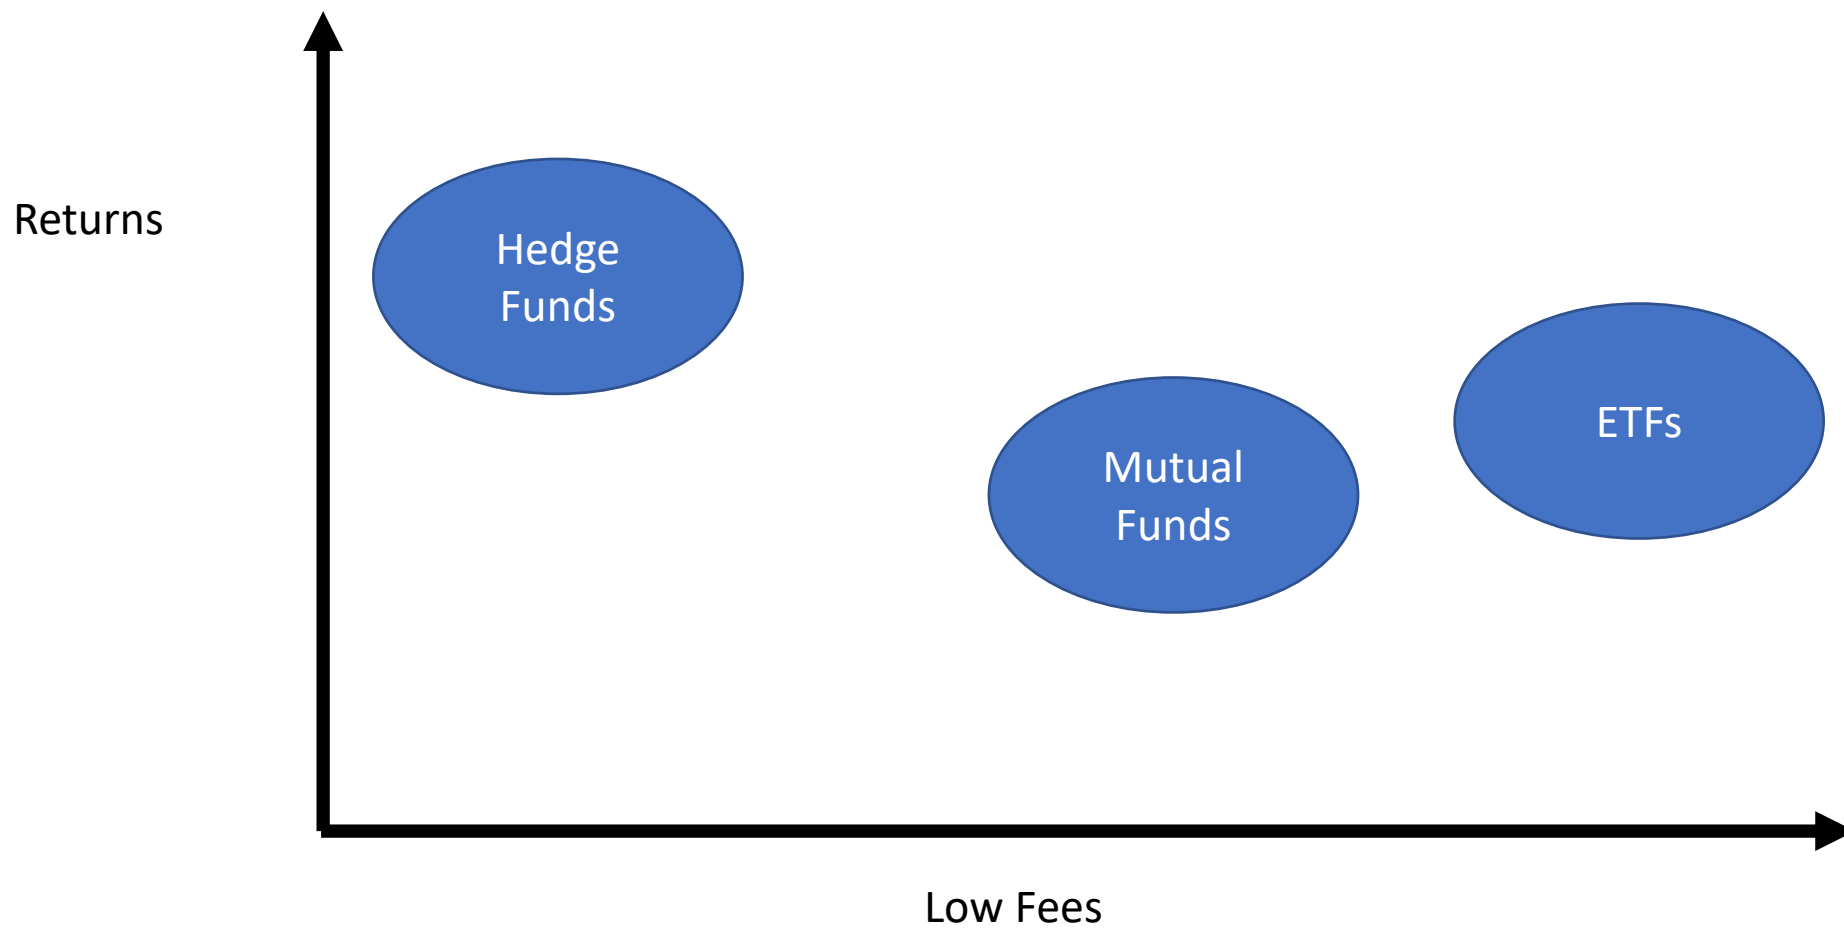 Returns
Hedge
Funds
Mutual
Funds
ETFs
Low Fees